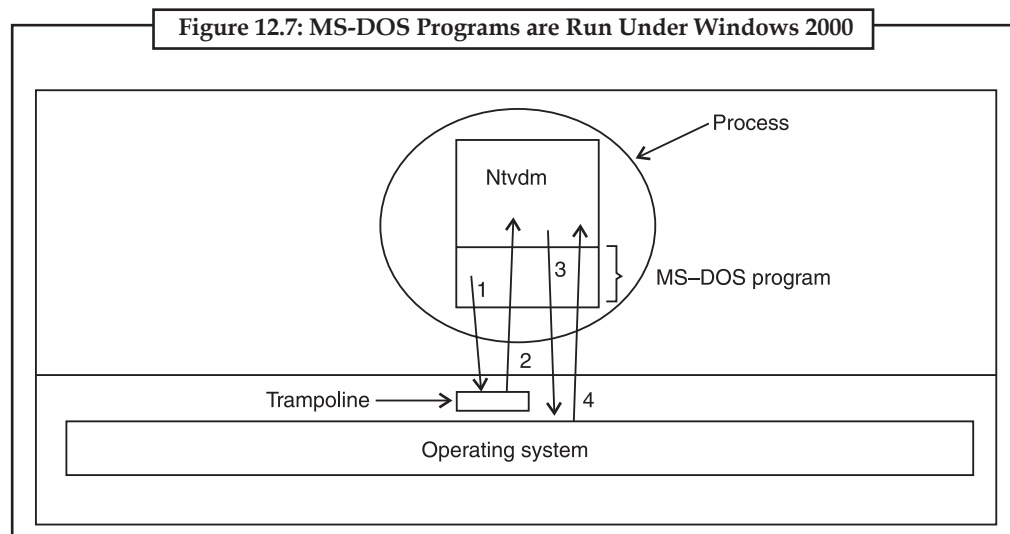 Figure 12.7: MS-DOS Programs are Run Under Windows 2000
Process
Ntvdm
3
1
MS–DOS program
2
Trampoline
4
Operating system